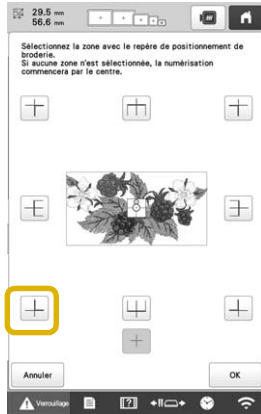 29.5 mm
56.6 mm
Sélectionnez la zone avec le repère de positionnement de
broderie.
Si aucune zone n'est sélectionnée, la numérisation
commencera par le centre.
8
Annuler
OK
Verrouillage